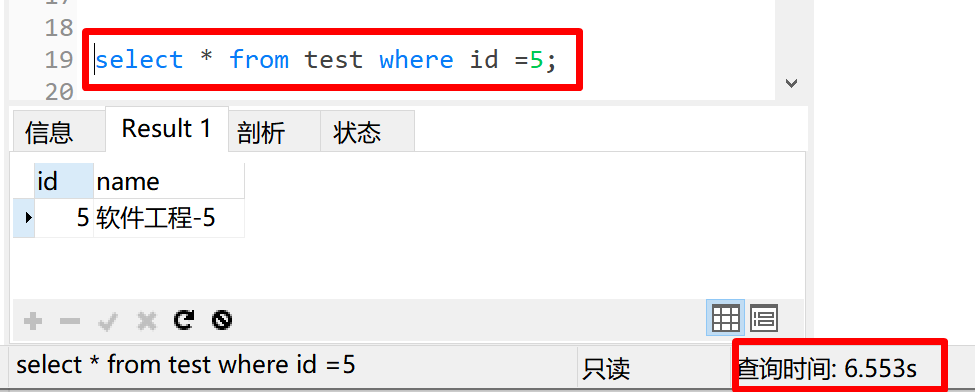 18
19 select * from test where id =5;
20
信息 Result 1 剖析 状态
id name
5 软件工程-5
select * from test where id =5 只读 查询时间: 6.553s